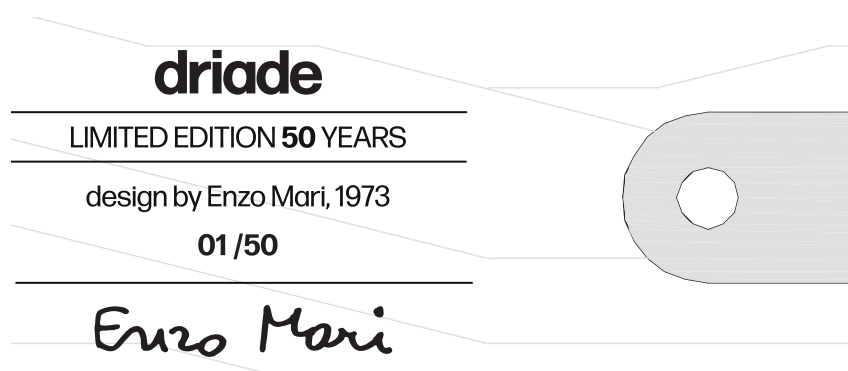 driade
LIMITED EDITION 50 YEARS
design by Enzo Mari, 1973
01 /50
Enzo Mari